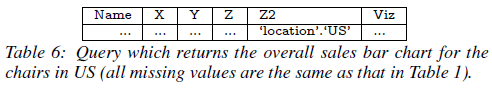 Name X Y Z Z2 Viz
... ... ... ... ‘location’.‘US’ ...
Table 6: Query which returns the overall sales bar chart for the
chairs in US (all missing values are the same as that in Table 1).